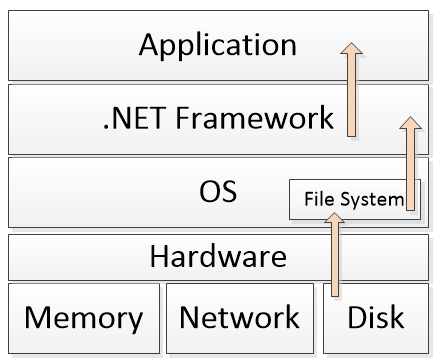 Application
.NET Framework
OS
File System
Hardware
Memory
Network
Disk